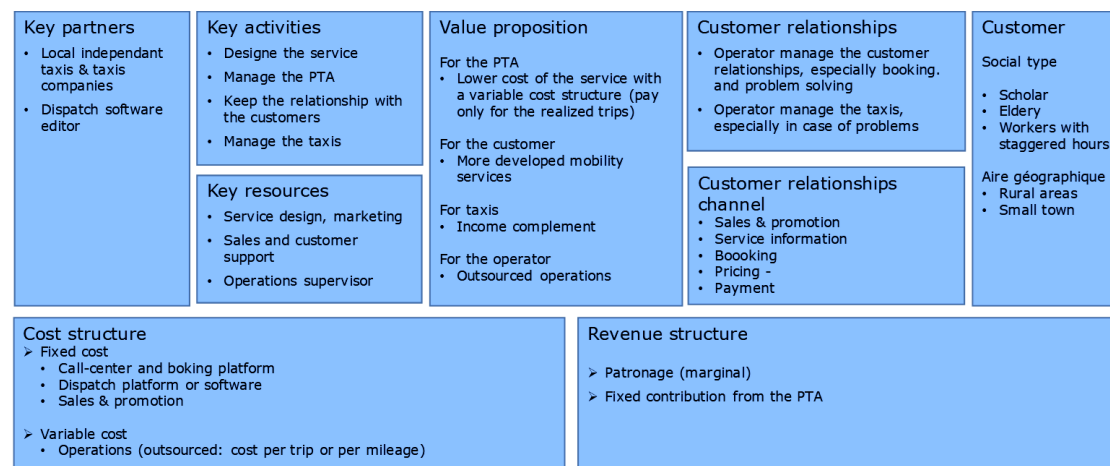 Key partners
• Local independant
taxis & taxis
companies
• Dispatch software
editor
Key activities
• Designe the service
• Manage the PTA
• Keep the relationship with
the customers
• Manage the taxis
Key resources
• Service design, marketing
• Sales and customer
support
• Operations supervisor
Value proposition
For the PTA
• Lower cost of the service with
a variable cost structure (pay
only for the realized trips)
For the customer
• More developed mobility
services
For taxis
• Income complement
For the operator
• Outsourced operations
Customer relationships
• Operator manage the customer
relationships, especially booking.
and problem solving
• Operator manage the taxis,
especially in case of problems
Customer relationships
channel
• Sales & promotion
• Service information
• Boooking
• Pricing -
• Payment
Customer
Social type
• Scholar
• Eldery
• Workers with
staggered hours
Aire géographique
• Rural areas
• Small town
Cost structure
➢ Fixed cost
• Call-center and boking platform
• Dispatch platform or software
• Sales & promotion
➢ Variable cost
• Operations (outsourced: cost per trip or per mileage)
Revenue structure
➢ Patronage (marginal)
➢ Fixed contribution from the PTA